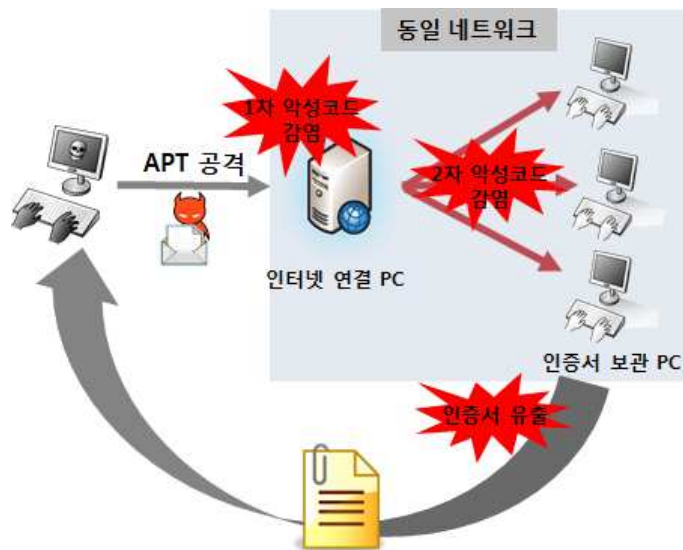 동일 네트워크
1차 악성코드
감염
APT 공격
2차 악성코드
감염
인터넷 연결 PC
인증서 보관 PC
인증서 유출